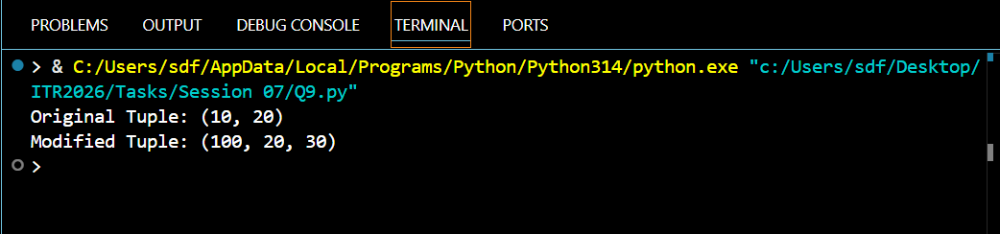 PROBLEMS OUTPUT DEBUG CONSOLE TERMINAL PORTS
> & C:/Users/sdf/AppData/Local/Programs/Python/Python314/python.exe "c:/Users/sdf/Desktop/
ITR2026/Tasks/Session 07/Q9.py"
Original Tuple: (10, 20)
Modified Tuple: (100, 20, 30)
>